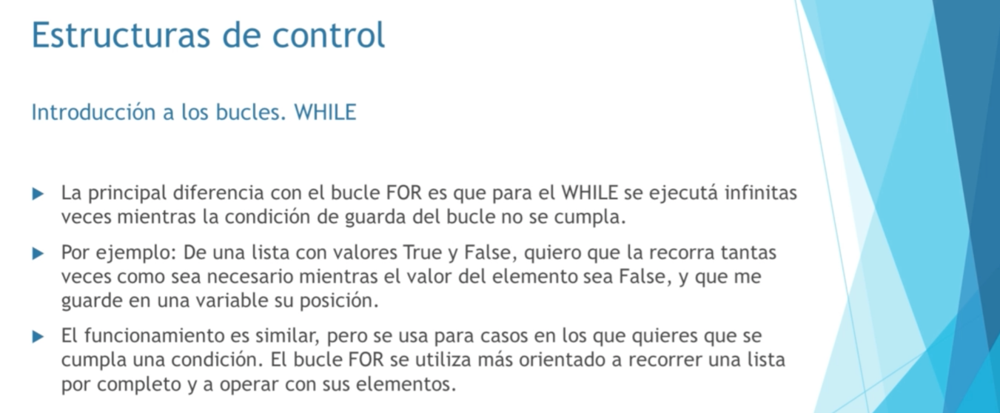 Estructuras de control
Introducción a los bucles. WHILE
La principal diferencia con el bucle FOR es que para el WHILE se ejecutá infinitas
veces mientras la condición de guarda del bucle no se cumpla.
Por ejemplo: De una lista con valores True y False, quiero que la recorra tantas
veces como sea necesario mientras el valor del elemento sea False, y que me
guarde en una variable su posición.
El funcionamiento es similar, pero se usa para casos en los que quieres que se
cumpla una condición. El bucle FOR se utiliza más orientado a recorrer una lista
por completo y a operar con sus elementos.